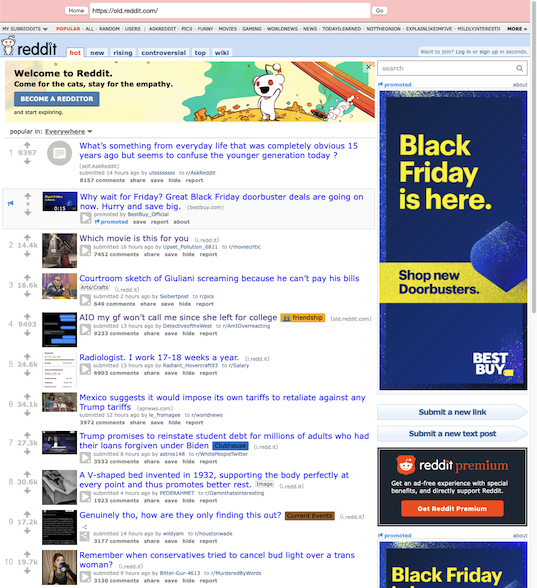 Home https://old.reddit.com/ Go
MY SUBREDDITS POPULAR - ALL - RANDOM - USERS | ASKREDDIT - PICS - FUNNY - MOVIES - GAMING - WORLDNEWS - NEWS - TODAYILEARNED - NOTTHEONION - EXPLAINLIKEIMFIVE - MILDLYINTERESTI MORE »
reddit hot new rising controversial top wiki
Want to join? Log in or sign up in seconds.
Welcome to Reddit.
Come for the cats, stay for the empathy.
BECOME A REDDITOR
and start exploring.
popular in: Everywhere
1 9397 What's something from everyday life that was completely obvious 15
years ago but seems to confuse the younger generation today ?
(self.AskReddit)
submitted 14 hours ago by utsssssss to r/AskReddit
8157 comments share save hide report
Why wait for Friday? Great Black Friday doorbuster deals are going on
now. Hurry and save big. (bestbuy.com)
promoted by BestBuy_Official
promoted save report about
2 14.4k Which movie is this for you (i.redd.it)
submitted 16 hours ago by Upset_Pollution_6811 to r/moviecritic
7452 comments share save hide report
3 16.6k Courtroom sketch of Giuliani screaming because he can't pay his bills
Arts/Crafts (i.redd.it)
submitted 2 hours ago by Seibertpost to r/pics
649 comments share save hide report
4 9493 AIO my gf won't call me since she left for college friendship (old.reddit.com)
submitted 13 hours ago by DetectiveoftheWest to r/AmIOverreacting
9233 comments share save hide report
5 24.6k Radiologist. I work 17-18 weeks a year. (i.redd.it)
submitted 18 hours ago by Radiant_Hovercraft93 to r/Salary
6903 comments share save hide report
6 34.1k Mexico suggests it would impose its own tariffs to retaliate against any
Trump tariffs (apnews.com)
submitted 12 hours ago by le_fromagee to r/worldnews
3972 comments share save hide report
7 27.3k Trump promises to reinstate student debt for millions of adults who had
their loans forgiven under Biden Clubhouse (i.redd.it)
submitted 8 hours ago by astros148 to r/WhitePeopleTwitter
3532 comments share save hide report
8 30.6k A V-shaped bed invented in 1932, supporting the body perfectly at
every point and thus promotes better rest. Image (i.redd.it)
submitted 4 hours ago by PEDERAHMET to r/Damnthatsinteresting
1923 comments save hide report
9 17.2k Genuinely tho, how are only finding this out? Current Events (i.redd.it)
submitted 14 hours ago by wildyam to r/houstonwade
3177 comments share save hide report
10 19.7k Remember when conservatives tried to cancel bud light over a trans
woman? (i.redd.it)
submitted 9 hours ago by Bitter-Gur-4613 to r/MurderedByWords
3130 comments share save hide report
search
promoted about
Black
Friday
is here.
Shop new
Doorbusters.
BEST
BUY
Submit a new link
Submit a new text post
reddit premium
Get an ad-free experience with special
benefits, and directly support Reddit.
Get Reddit Premium
promoted about
Black
Friday